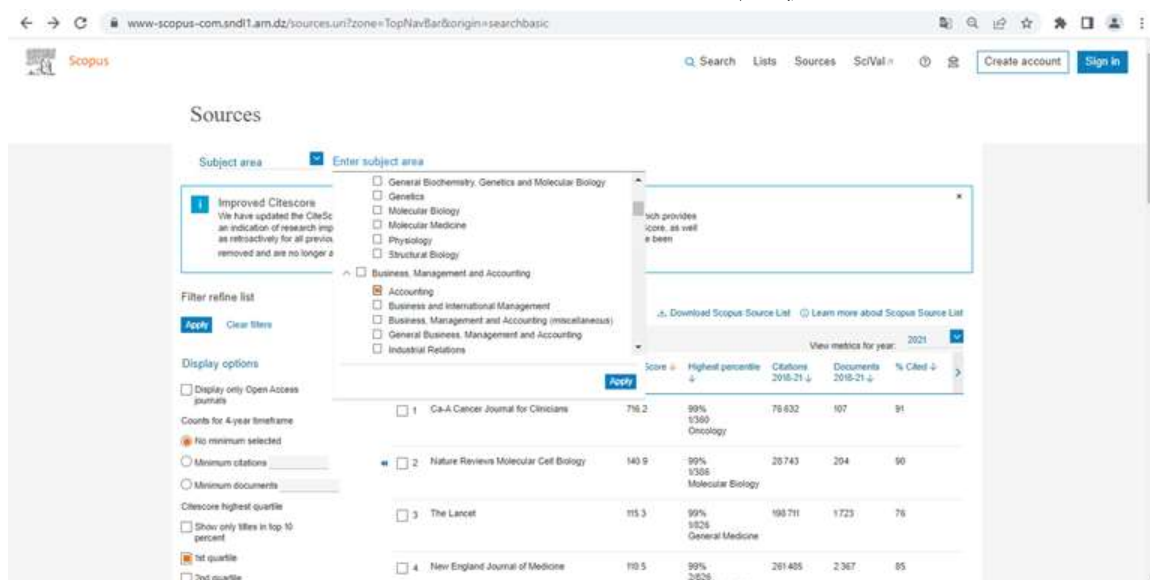 www-scopus-com.sndl1.arn.dz/sources.uri?zone=TopNavBar&origin=searchbasic
Scopus
Search Lists Sources SciVal Create account Sign in
Sources
Subject area Enter subject area
General Biochemistry, Genetics and Molecular Biology
Genetics
Molecular Biology
Molecular Medicine
Physiology
Structural Biology
Business, Management and Accounting
Accounting
Business and International Management
Business, Management and Accounting (miscellaneous)
General Business, Management and Accounting
Industrial Relations
Apply
Improved Citescore
We have updated the CiteSc
an indication of research imp
as retroactively for all previou
removed and are no longer a
hich provides
core, as well
e been
Filter refine list
Apply Clear filters
Download Scopus Source List Learn more about Scopus Source List
View metrics for year: 2021
Display options
Display only Open Access
journals
Counts for 4-year timeframe
No minimum selected
Minimum citations
Minimum documents
Citescore highest quartile
Show only titles in top 10
percent
1st quartile
2nd quartile
Score Highest percentile Citations 2018-21 Documents 2018-21 % Cited
1 Ca-A Cancer Journal for Clinicians 716.2 99% 76 632 107 91
1/360
Oncology
2 Nature Reviews Molecular Cell Biology 140.9 99% 28 743 204 90
1/386
Molecular Biology
3 The Lancet 115.3 99% 198 711 1 723 76
1/826
General Medicine
4 New England Journal of Medicine 110.5 99% 261 405 2 367 85
2/826